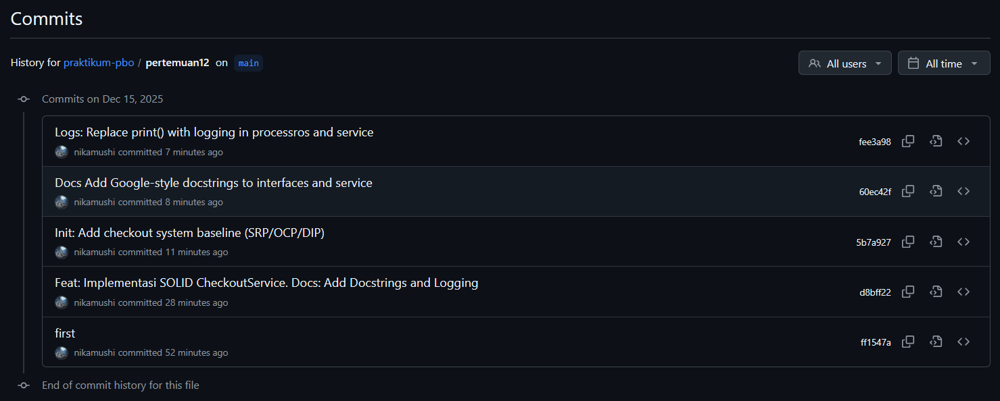 Commits
History for praktikum-pbo / pertemuan12 on main
All users
All time
Commits on Dec 15, 2025
Logs: Replace print() with logging in processros and service
nikamushi committed 7 minutes ago
fee3a98
Docs Add Google-style docstrings to interfaces and service
nikamushi committed 8 minutes ago
60ec42f
Init: Add checkout system baseline (SRP/OCP/DIP)
nikamushi committed 11 minutes ago
5b7a927
Feat: Implementasi SOLID CheckoutService. Docs: Add Docstrings and Logging
nikamushi committed 28 minutes ago
d8bff22
first
nikamushi committed 52 minutes ago
ff1547a
End of commit history for this file